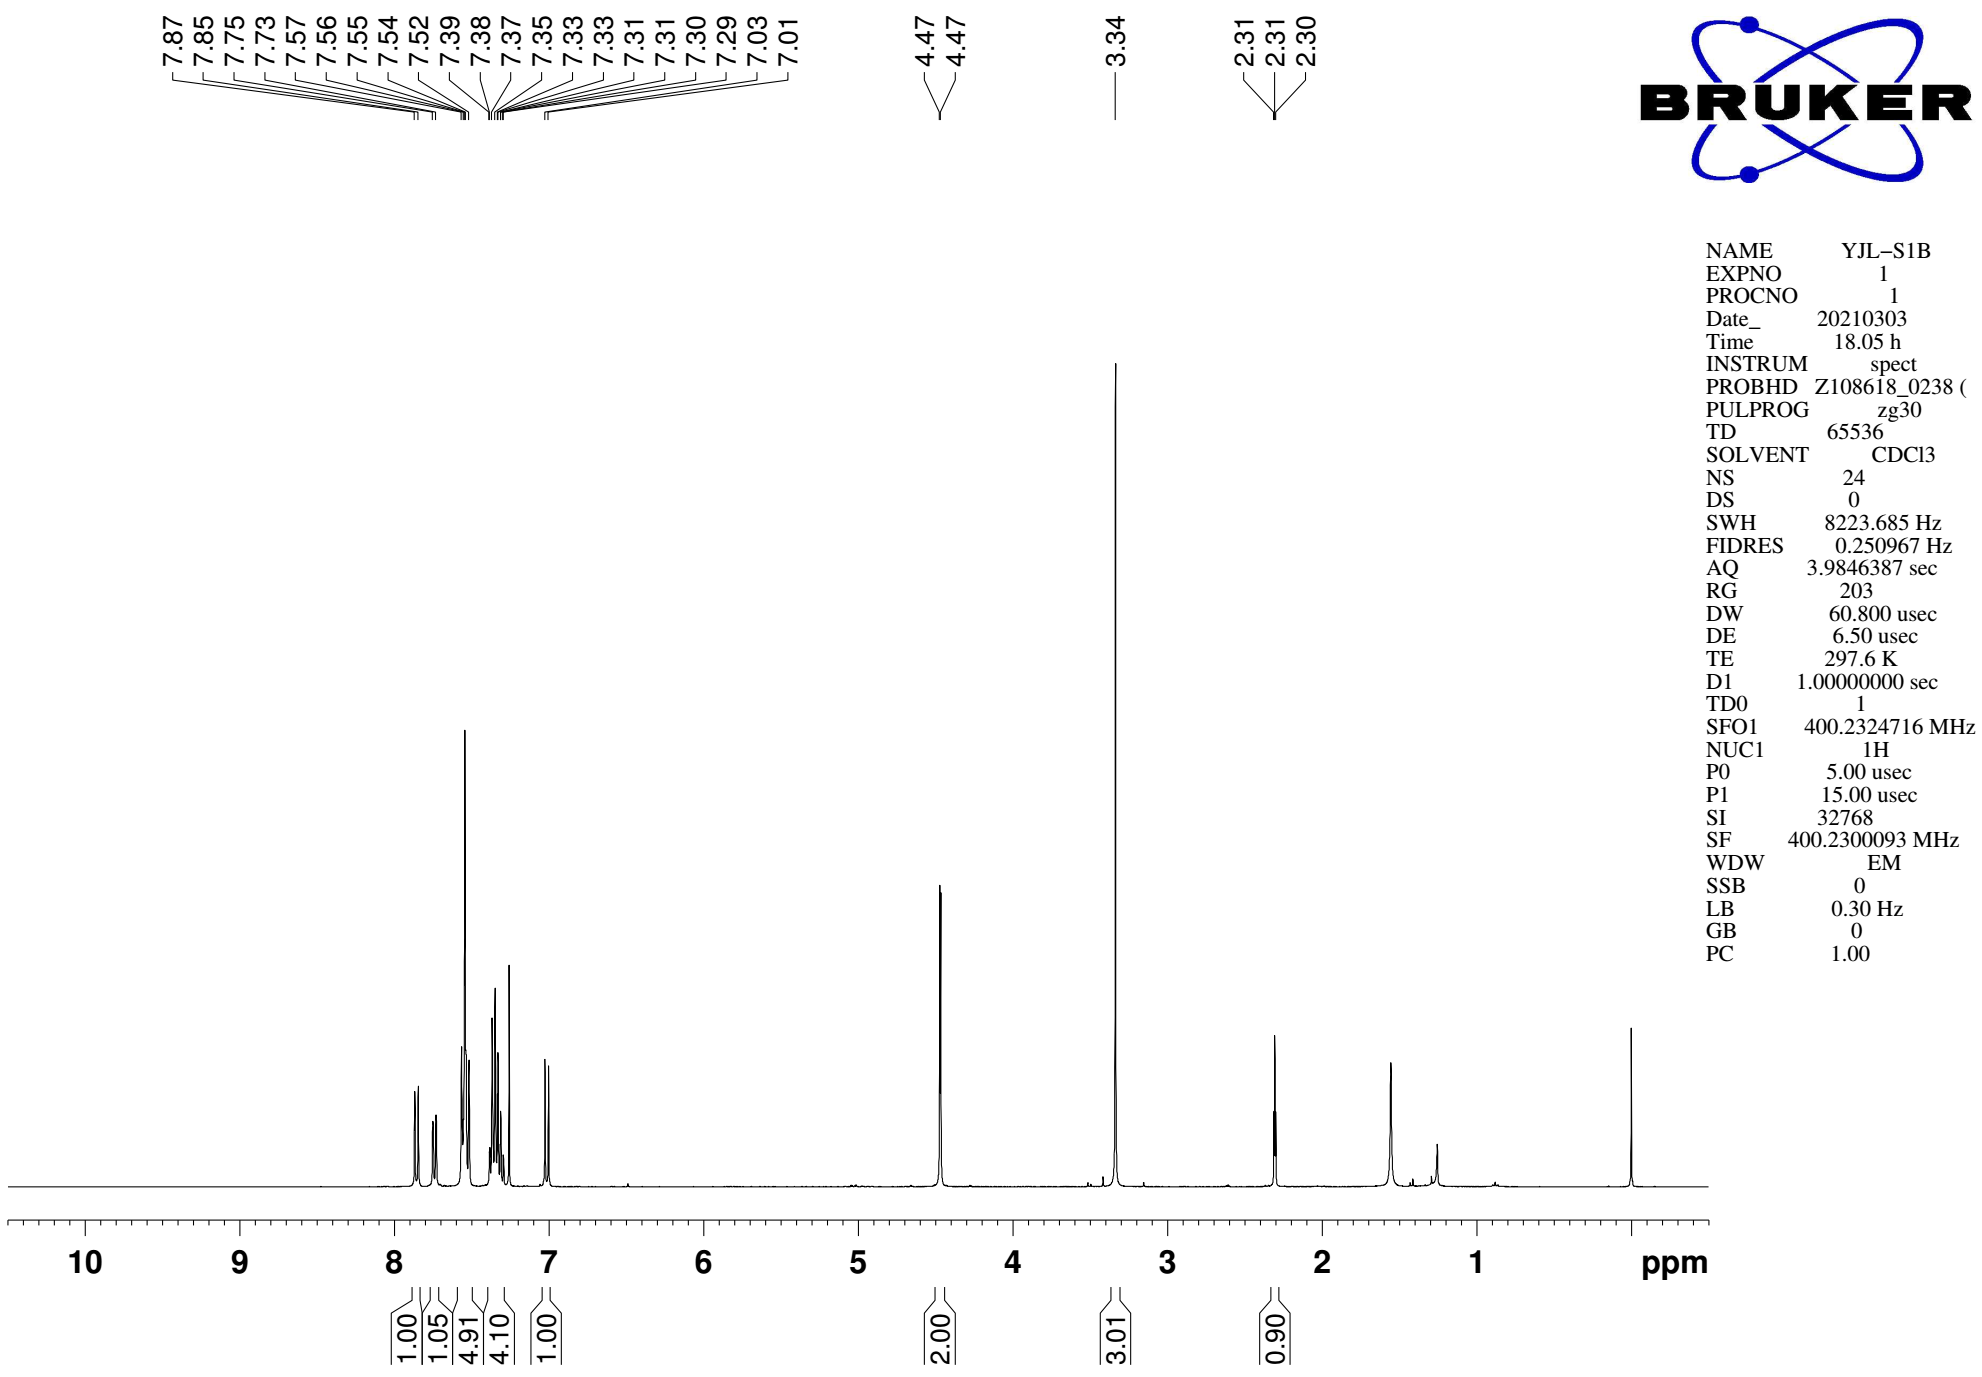 7.87
7.85
7.75
7.73
7.57
7.56
7.55
7.54
7.52
7.39
7.38
7.37
7.35
7.33
7.33
7.31
7.31
7.30
7.29
7.03
7.01
4.47
4.47
3.34
2.31
2.31
2.30
BRUKER
NAME YJL−S1B
EXPNO 1
PROCNO 1
Date_ 20210303
Time 18.05 h
INSTRUM spect
PROBHD Z108618_0238 (
PULPROG zg30
TD 65536
SOLVENT CDCl3
NS 24
DS 0
SWH 8223.685 Hz
FIDRES 0.250967 Hz
AQ 3.9846387 sec
RG 203
DW 60.800 usec
DE 6.50 usec
TE 297.6 K
D1 1.00000000 sec
TD0 1
SFO1 400.2324716 MHz
NUC1 1H
P0 5.00 usec
P1 15.00 usec
SI 32768
SF 400.2300093 MHz
WDW EM
SSB 0
LB 0.30 Hz
GB 0
PC 1.00
10 9 8 7 6 5 4 3 2 1 ppm
1.00
1.05
4.91
4.10
1.00
2.00
3.01
0.90